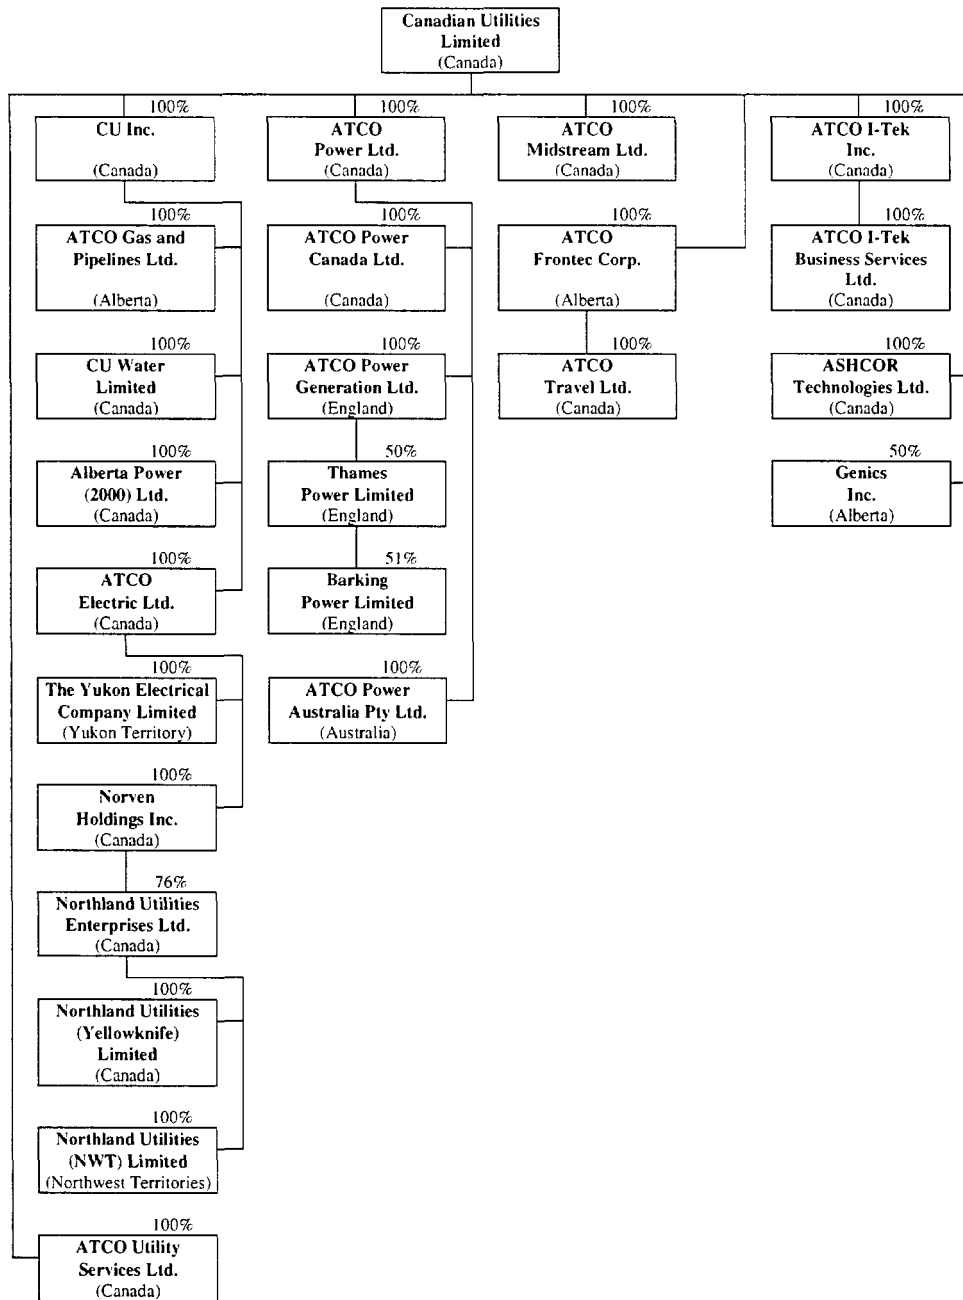 Canadian Utilities
Limited
(Canada)
100%
CU Inc.
(Canada)
100%
ATCO
Power Ltd.
(Canada)
100%
ATCO
Midstream Ltd.
(Canada)
100%
ATCO I-Tek
Inc.
(Canada)
100%
ATCO Gas and
Pipelines Ltd.
(Alberta)
100%
ATCO Power
Canada Ltd.
(Canada)
100%
ATCO
Frontec Corp.
(Alberta)
100%
ATCO I-Tek
Business Services
Ltd.
(Canada)
100%
CU Water
Limited
(Canada)
100%
ATCO Power
Generation Ltd.
(England)
100%
ATCO
Travel Ltd.
(Canada)
100%
ASHCOR
Technologies Ltd.
(Canada)
100%
Alberta Power
(2000) Ltd.
(Canada)
50%
Thames
Power Limited
(England)
50%
Genics
Inc.
(Alberta)
100%
ATCO
Electric Ltd.
(Canada)
51%
Barking
Power Limited
(England)
100%
The Yukon Electrical
Company Limited
(Yukon Territory)
100%
ATCO Power
Australia Pty Ltd.
(Australia)
100%
Norven
Holdings Inc.
(Canada)
76%
Northland Utilities
Enterprises Ltd.
(Canada)
100%
Northland Utilities
(Yellowknife)
Limited
(Canada)
100%
Northland Utilities
(NWT) Limited
(Northwest Territories)
100%
ATCO Utility
Services Ltd.
(Canada)